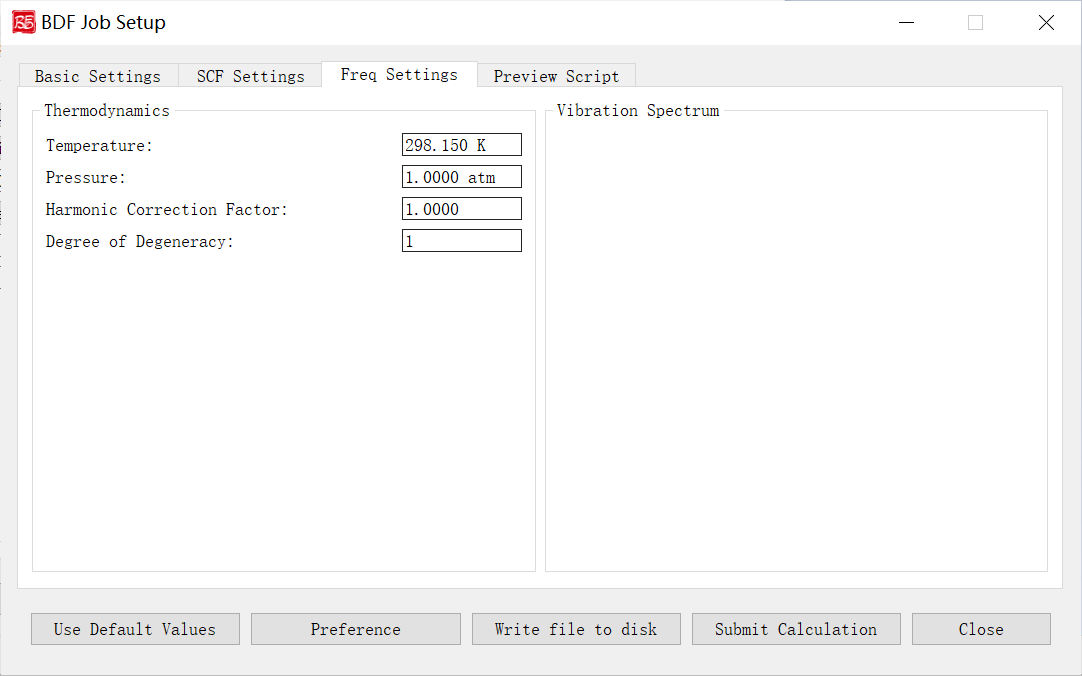 BDF Job Setup
Basic Settings SCF Settings Freq Settings Preview Script
Thermodynamics
Temperature: 298.150 K
Pressure: 1.0000 atm
Harmonic Correction Factor: 1.0000
Degree of Degeneracy: 1
Vibration Spectrum
Use Default Values Preference Write file to disk Submit Calculation Close